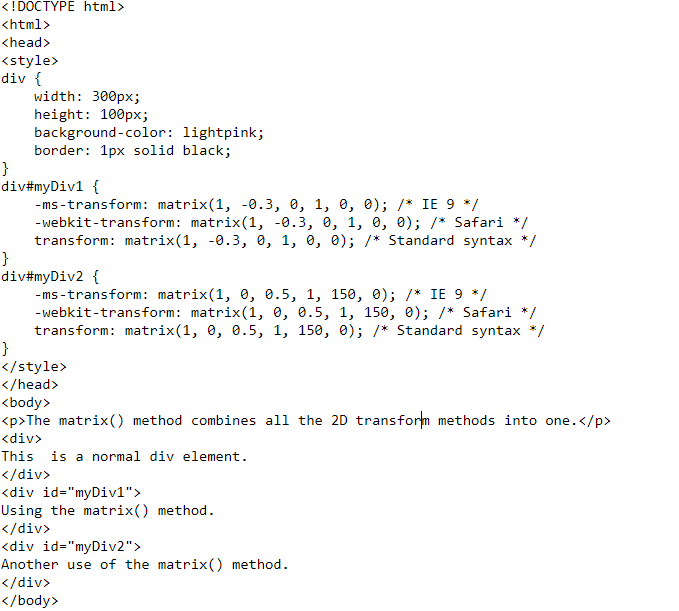 <!DOCTYPE html>
<html>
<head>
<style>
div {
    width: 300px;
    height: 100px;
    background-color: lightpink;
    border: 1px solid black;
}
div#myDiv1 {
    -ms-transform: matrix(1, -0.3, 0, 1, 0, 0); /* IE 9 */
    -webkit-transform: matrix(1, -0.3, 0, 1, 0, 0); /* Safari */
    transform: matrix(1, -0.3, 0, 1, 0, 0); /* Standard syntax */
}
div#myDiv2 {
    -ms-transform: matrix(1, 0, 0.5, 1, 150, 0); /* IE 9 */
    -webkit-transform: matrix(1, 0, 0.5, 1, 150, 0); /* Safari */
    transform: matrix(1, 0, 0.5, 1, 150, 0); /* Standard syntax */
}
</style>
</head>
<body>
<p>The matrix() method combines all the 2D transform methods into one.</p>
<div>
This  is a normal div element.
</div>
<div id="myDiv1">
Using the matrix() method.
</div>
<div id="myDiv2">
Another use of the matrix() method.
</div>
</body>